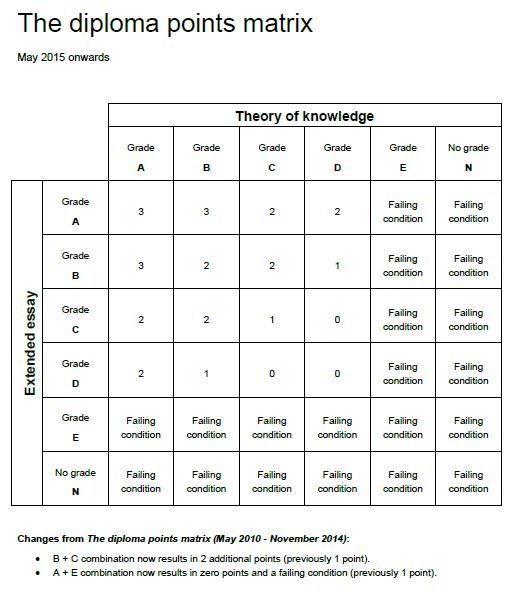 The diploma points matrix
May 2015 onwards
Theory of knowledge
Grade A Grade B Grade C Grade D Grade E No grade N
Extended essay
Grade A 3 3 2 2 Failing condition Failing condition
Grade B 3 2 2 1 Failing condition Failing condition
Grade C 2 2 1 0 Failing condition Failing condition
Grade D 2 1 0 0 Failing condition Failing condition
Grade E Failing condition Failing condition Failing condition Failing condition Failing condition Failing condition
No grade N Failing condition Failing condition Failing condition Failing condition Failing condition Failing condition
Changes from The diploma points matrix (May 2010 - November 2014):
• B + C combination now results in 2 additional points (previously 1 point).
• A + E combination now results in zero points and a failing condition (previously 1 point).